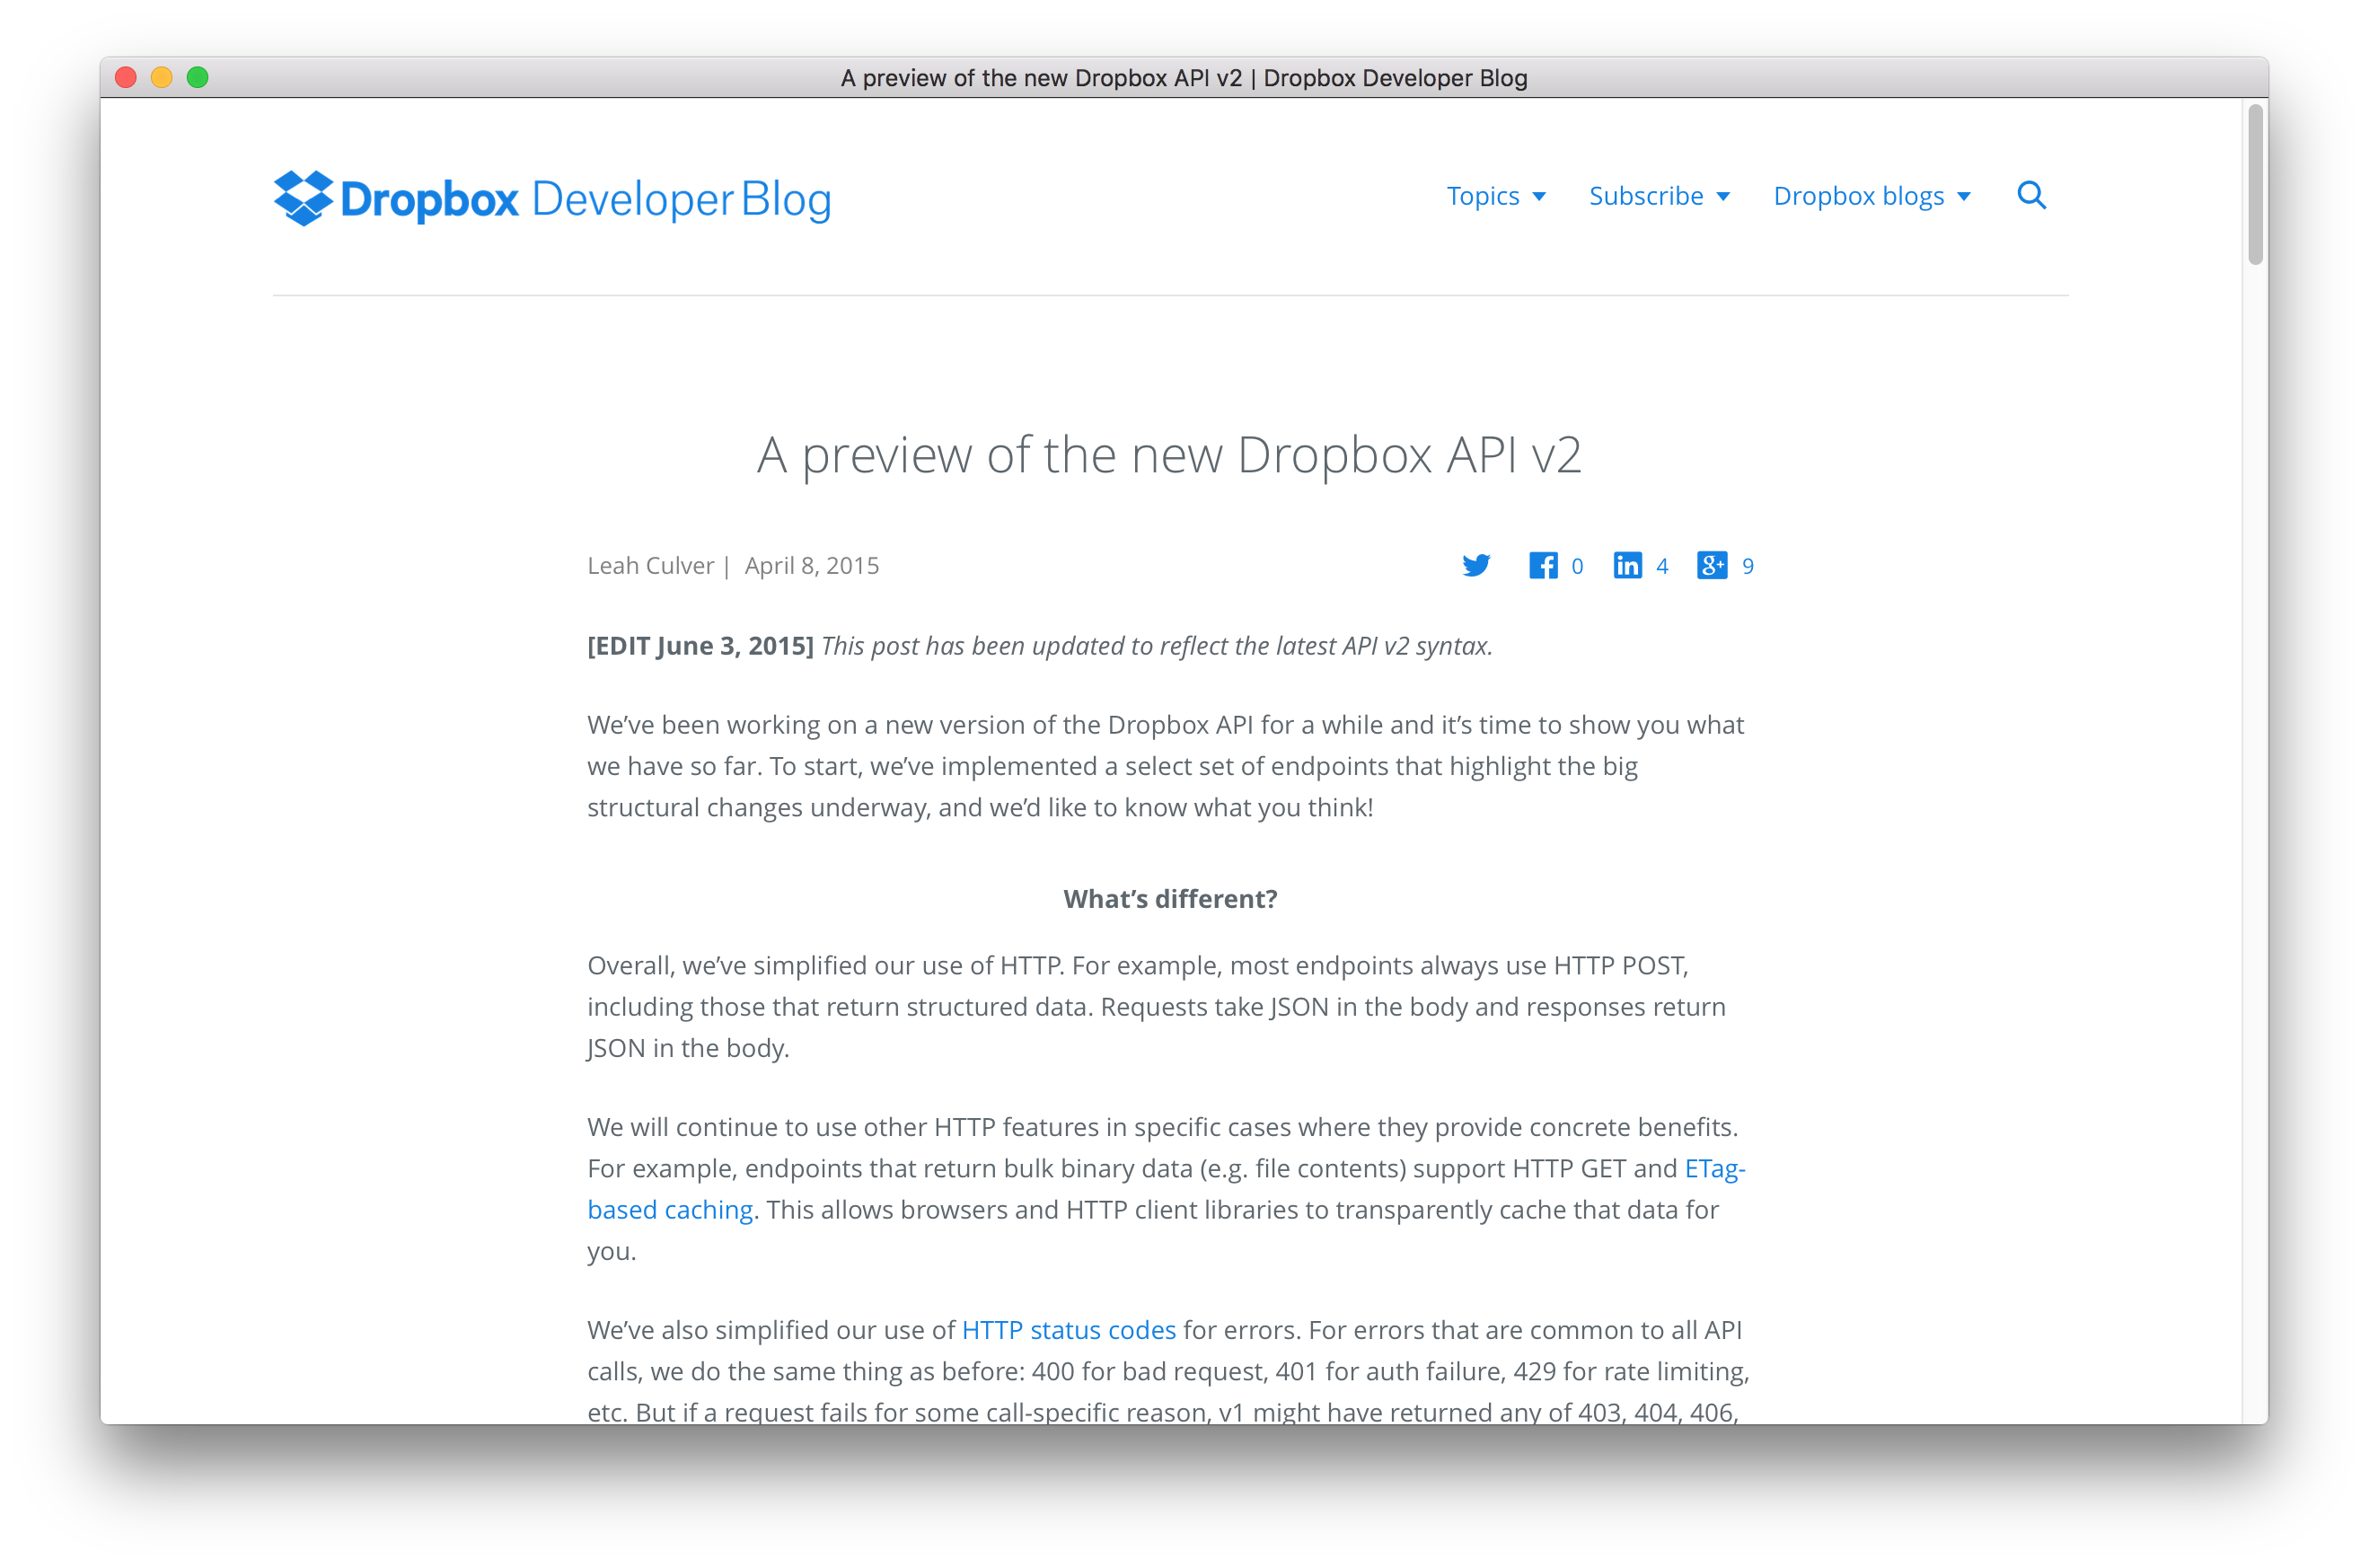 A preview of the new Dropbox API v2 | Dropbox Developer Blog
Dropbox Developer Blog
Topics Subscribe Dropbox blogs
A preview of the new Dropbox API v2
Leah Culver | April 8, 2015
0 4 9
[EDIT June 3, 2015] This post has been updated to reflect the latest API v2 syntax.
We’ve been working on a new version of the Dropbox API for a while and it’s time to show you what
we have so far. To start, we’ve implemented a select set of endpoints that highlight the big
structural changes underway, and we’d like to know what you think!
What’s different?
Overall, we’ve simplified our use of HTTP. For example, most endpoints always use HTTP POST,
including those that return structured data. Requests take JSON in the body and responses return
JSON in the body.
We will continue to use other HTTP features in specific cases where they provide concrete benefits.
For example, endpoints that return bulk binary data (e.g. file contents) support HTTP GET and ETag-
based caching. This allows browsers and HTTP client libraries to transparently cache that data for
you.
We’ve also simplified our use of HTTP status codes for errors. For errors that are common to all API
calls, we do the same thing as before: 400 for bad request, 401 for auth failure, 429 for rate limiting,
etc. But if a request fails for some call-specific reason, v1 might have returned any of 403, 404, 406,